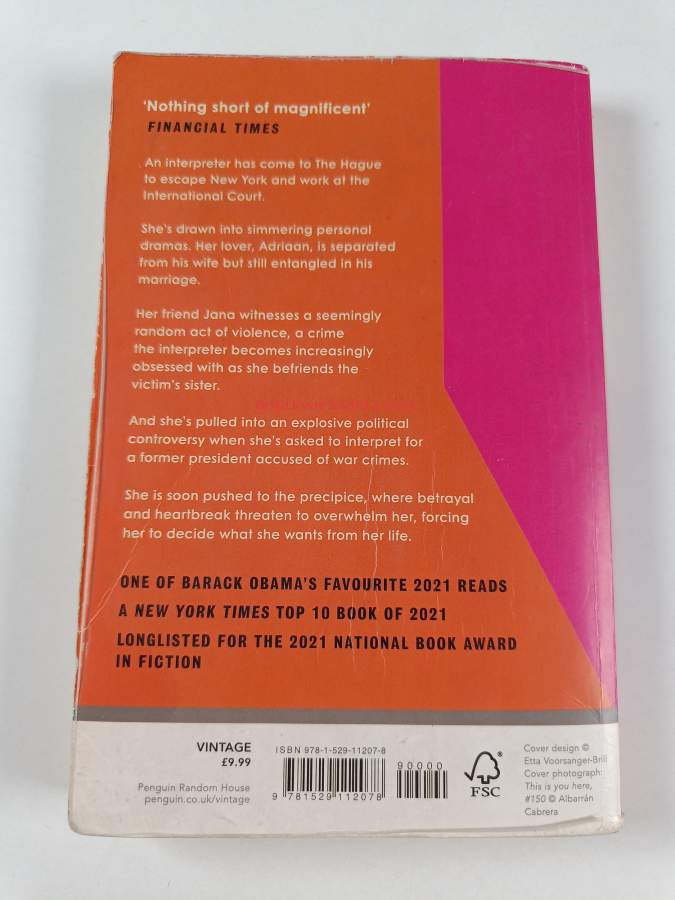 'Nothing short of magnificent'
FINANCIAL TIMES
An interpreter has come to The Hague
to escape New York and work at the
International Court.
She's drawn into simmering personal
dramas. Her lover, Adriaan, is separated
from his wife but still entangled in his
marriage.
Her friend Jana witnesses a seemingly
random act of violence, a crime
the interpreter becomes increasingly
obsessed with as she befriends the
victim's sister.
And she's pulled into an explosive political
controversy when she's asked to interpret for
a former president accused of war crimes.
She is soon pushed to the precipice, where betrayal
and heartbreak threaten to overwhelm her, forcing
her to decide what she wants from her life.
ONE OF BARACK OBAMA'S FAVOURITE 2021 READS
A NEW YORK TIMES TOP 10 BOOK OF 2021
LONGLISTED FOR THE 2021 NATIONAL BOOK AWARD
IN FICTION
VINTAGE
£9.99
Penguin Random House
penguin.co.uk/vintage
ISBN 978-1-529-11207-8
90000
9 781529 112078
FSC
Cover design ©
Etta Voorsanger-Brill
Cover photograph:
This is you here,
#150 © Albarrán
Cabrera